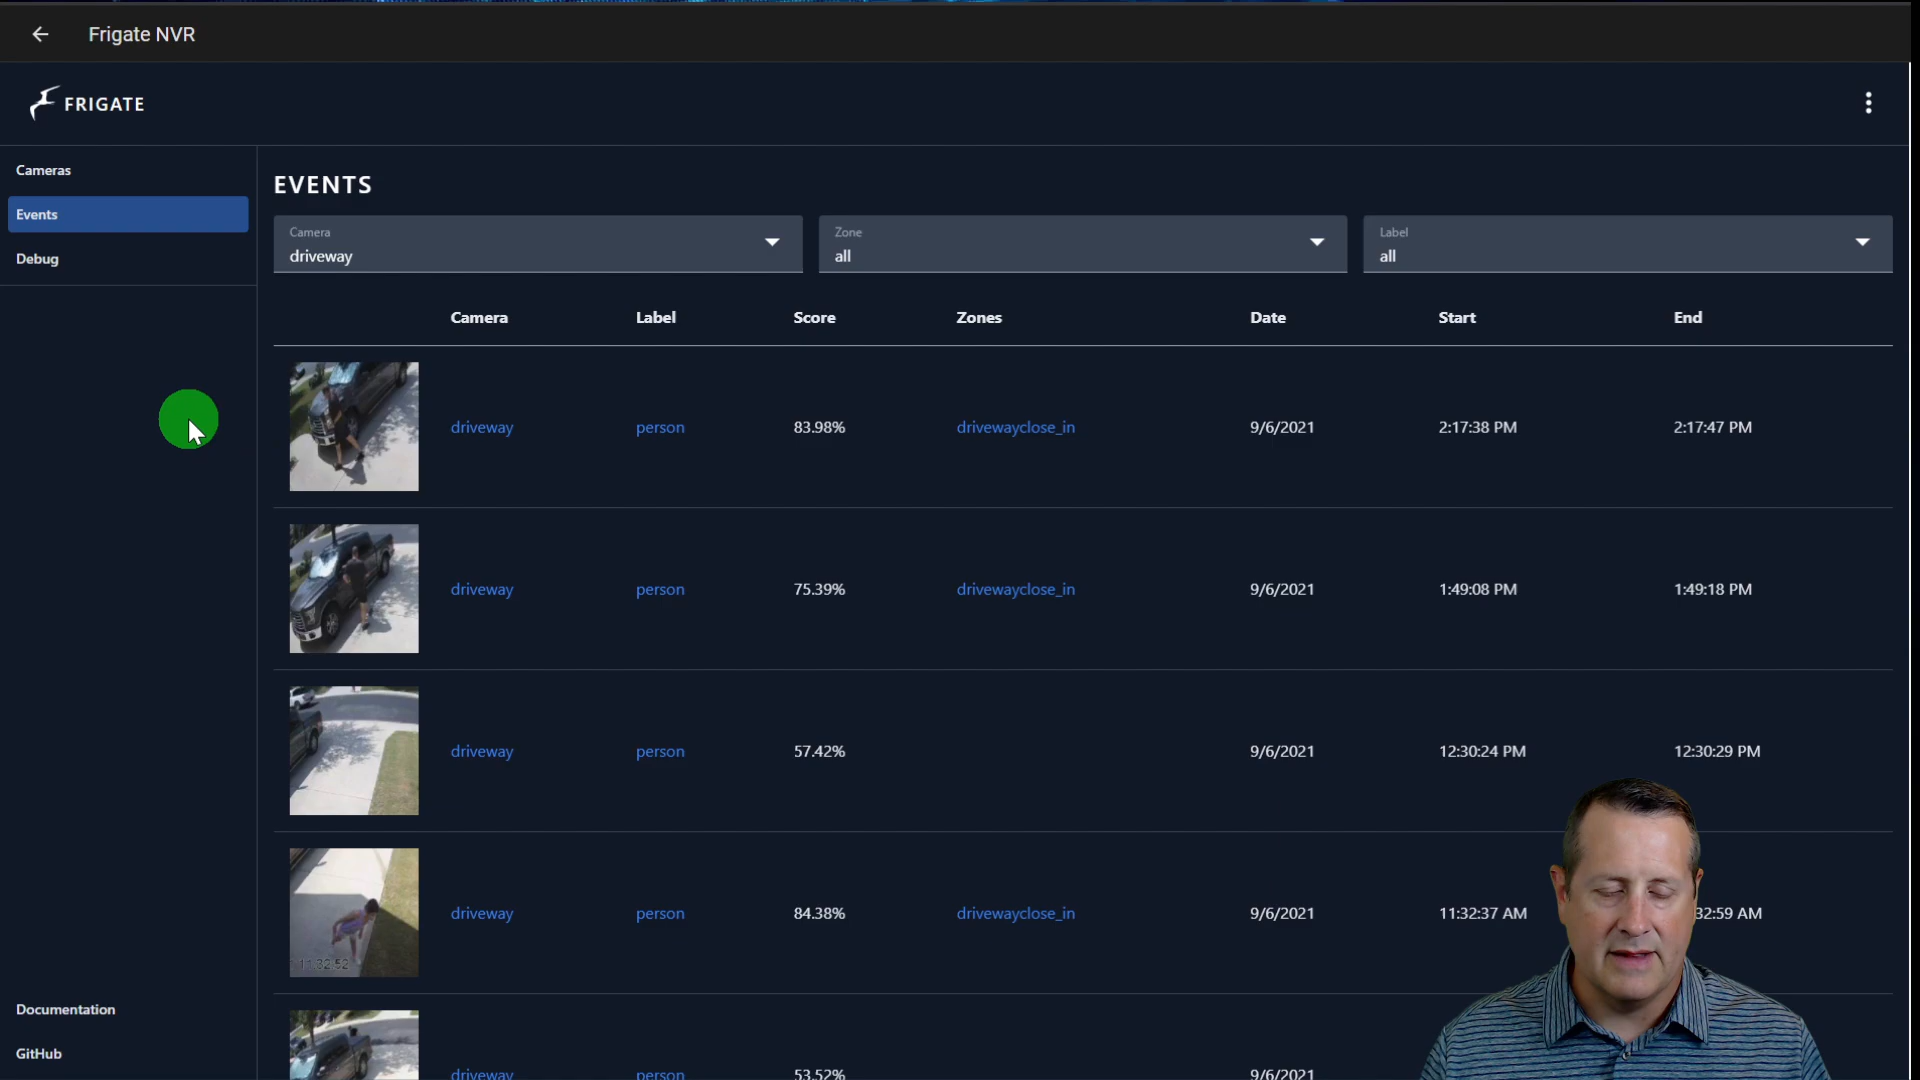 Frigate NVR
FRIGATE
Cameras
Events
Debug
EVENTS
Camera
driveway
Zone
all
Label
all
Camera Label Score Zones Date Start End
driveway person 83.98% drivewayclose_in 9/6/2021 2:17:38 PM 2:17:47 PM
driveway person 75.39% drivewayclose_in 9/6/2021 1:49:08 PM 1:49:18 PM
driveway person 57.42% 9/6/2021 12:30:24 PM 12:30:29 PM
driveway person 84.38% drivewayclose_in 9/6/2021 11:32:37 AM 32:59 AM
11:32:52
driveway person 53.52% 9/6/2021
Documentation
GitHub